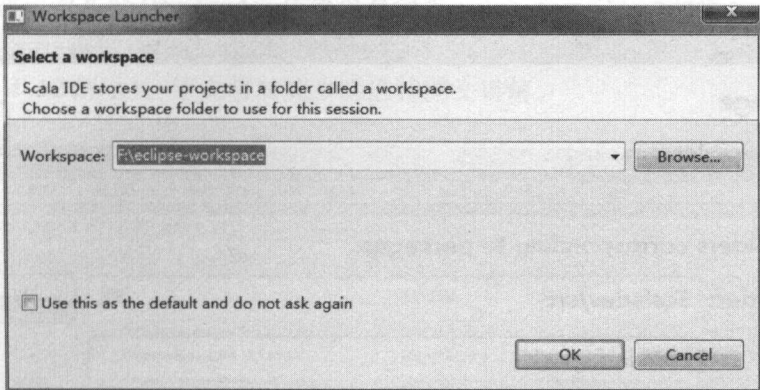 Workspace Launcher
Select a workspace
Scala IDE stores your projects in a folder called a workspace.
Choose a workspace folder to use for this session.
Workspace: F:\eclipse-workspace Browse...
Use this as the default and do not ask again
OK Cancel